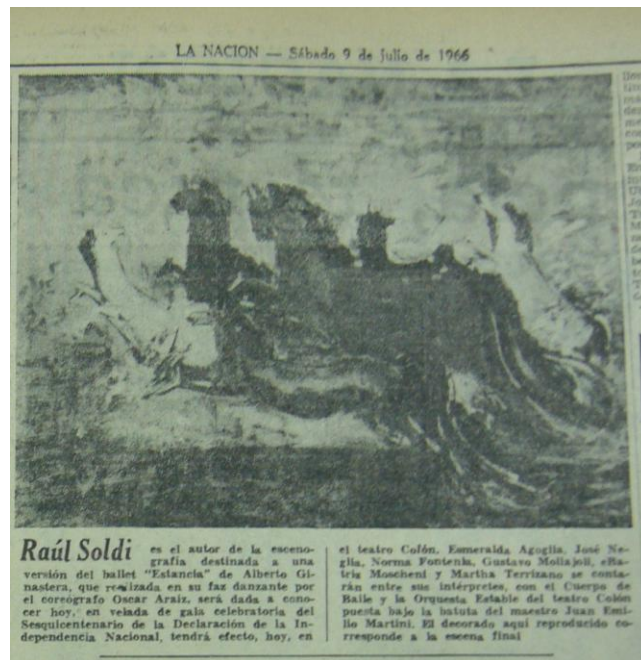 LA NACION — Sábado 9 de julio de 1966
Raúl Soldi es el autor de la esceno-
grafía destinada a una
versión del ballet "Estancia" de Alberto Gi-
nastera, que realizada en su faz danzante por
el coreógrafo Oscar Araiz, será dada a cono-
cer hoy, en velada de gala celebratoria del
Sesquicentenario de la Declaración de la In-
dependencia Nacional, tendrá efecto, hoy, en
el teatro Colón. Esmeralda Agoglia, José Ne-
glia, Norma Fontenla, Gustavo Mollajoli, eBa-
triz Moscheni y Martha Terrizano se conta-
rán entre sus intérpretes, con el Cuerpo de
Baile y la Orquesta Estable del teatro Colón
puesta bajo la batuta del maestro Juan Emi-
lio Martini. El decorado aquí reproducido co-
rresponde a la escena final